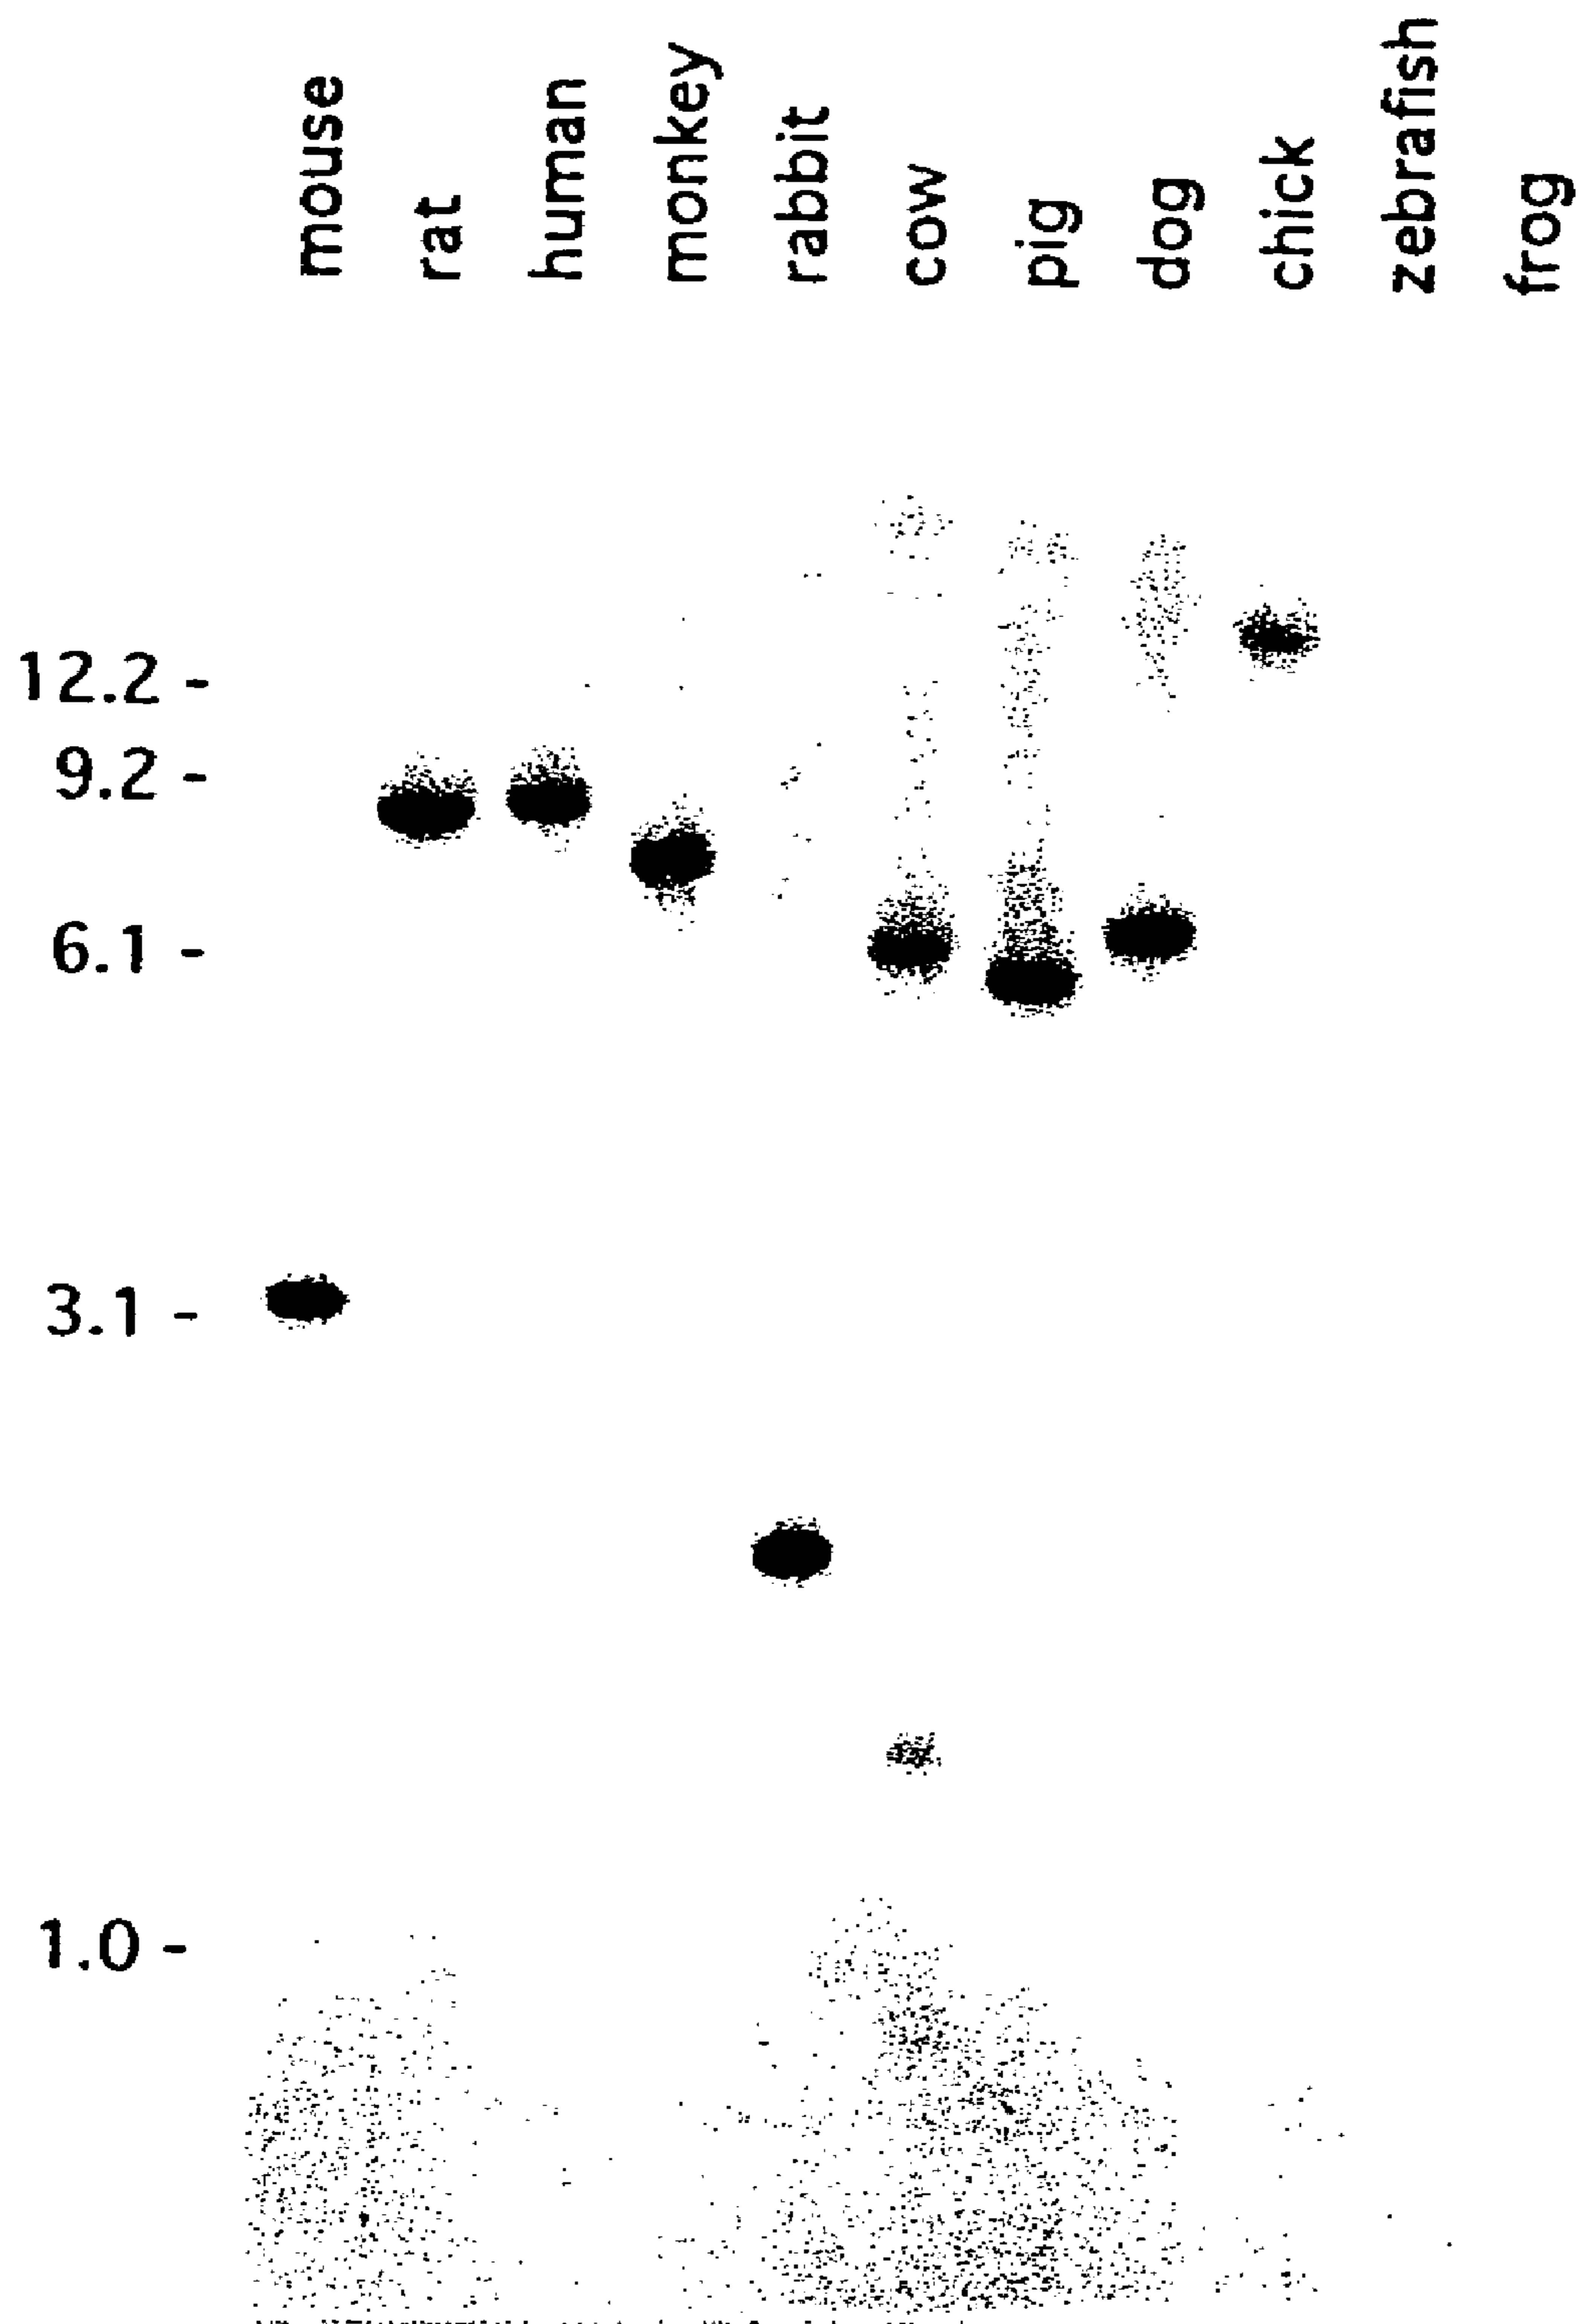 mouse
rat
human
monkey
rabbit
cow
pig
dog
chick
zebrafish
frog
12.2 -
9.2 -
6.1 -
3.1 -
1.0 -